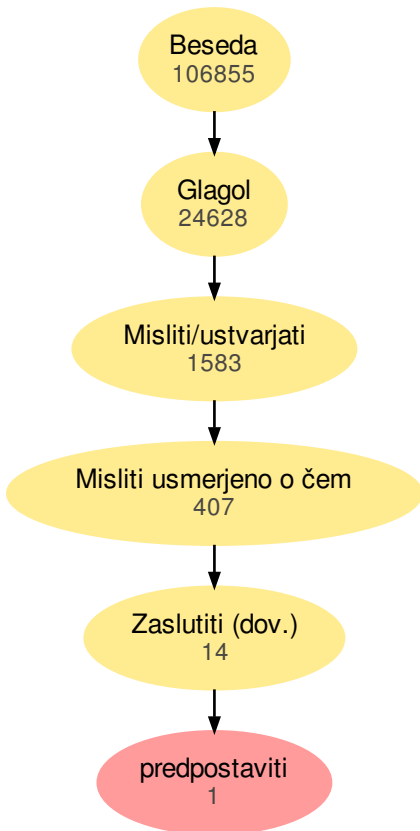 Beseda
106855
Glagol
24628
Misliti/ustvarjati
1583
Misliti usmerjeno o čem
407
Zaslutiti (dov.)
14
predpostaviti
1